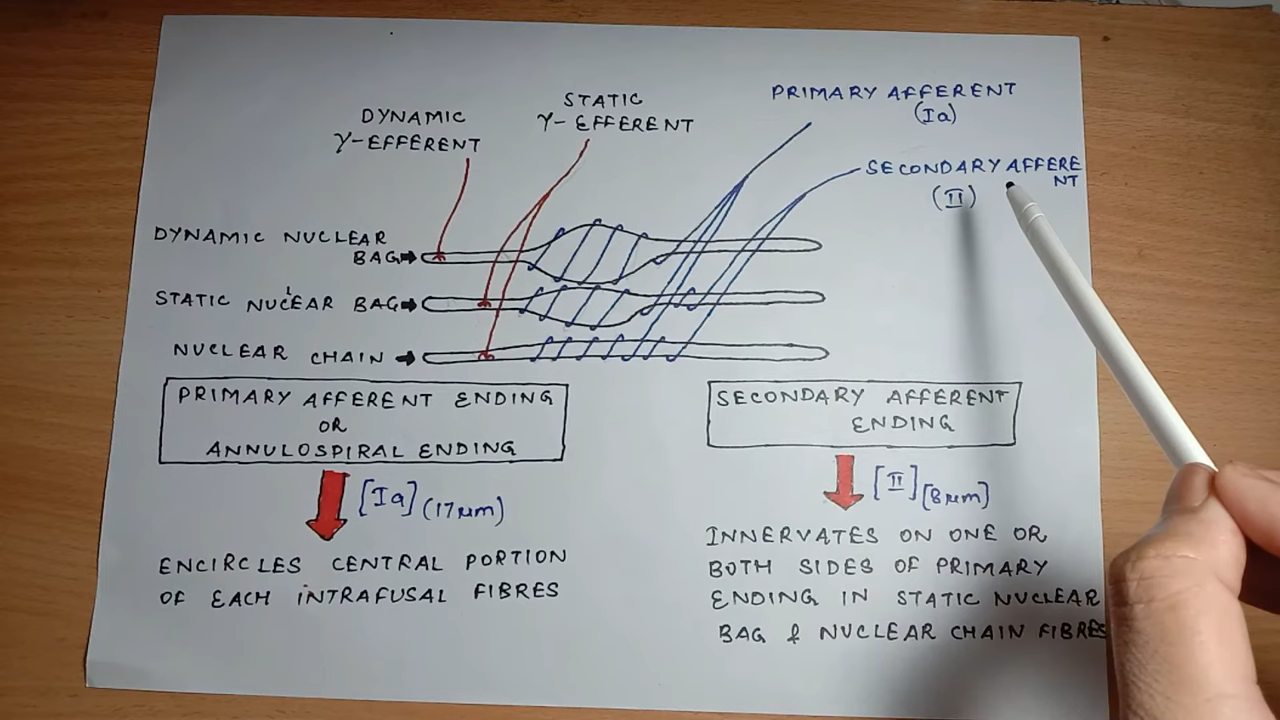 DYNAMIC
γ-EFFERENT
STATIC
γ-EFFERENT
PRIMARY AFFERENT
(Ia)
SECONDARY AFFERE
NT
(II)
DYNAMIC NUCLEAR
BAG
STATIC NUCLEAR BAG
NUCLEAR CHAIN
PRIMARY AFFERENT ENDING
OR
ANNULOSPIRAL ENDING
[Ia] (17μm)
ENCIRCLES CENTRAL PORTION
OF EACH INTRAFUSAL FIBRES
SECONDARY AFFERENT
ENDING
[II] [8μm)
INNERVATES ON ONE OR
BOTH SIDES OF PRIMARY
ENDING IN STATIC NUCLEAR
BAG & NUCLEAR CHAIN FIBRES